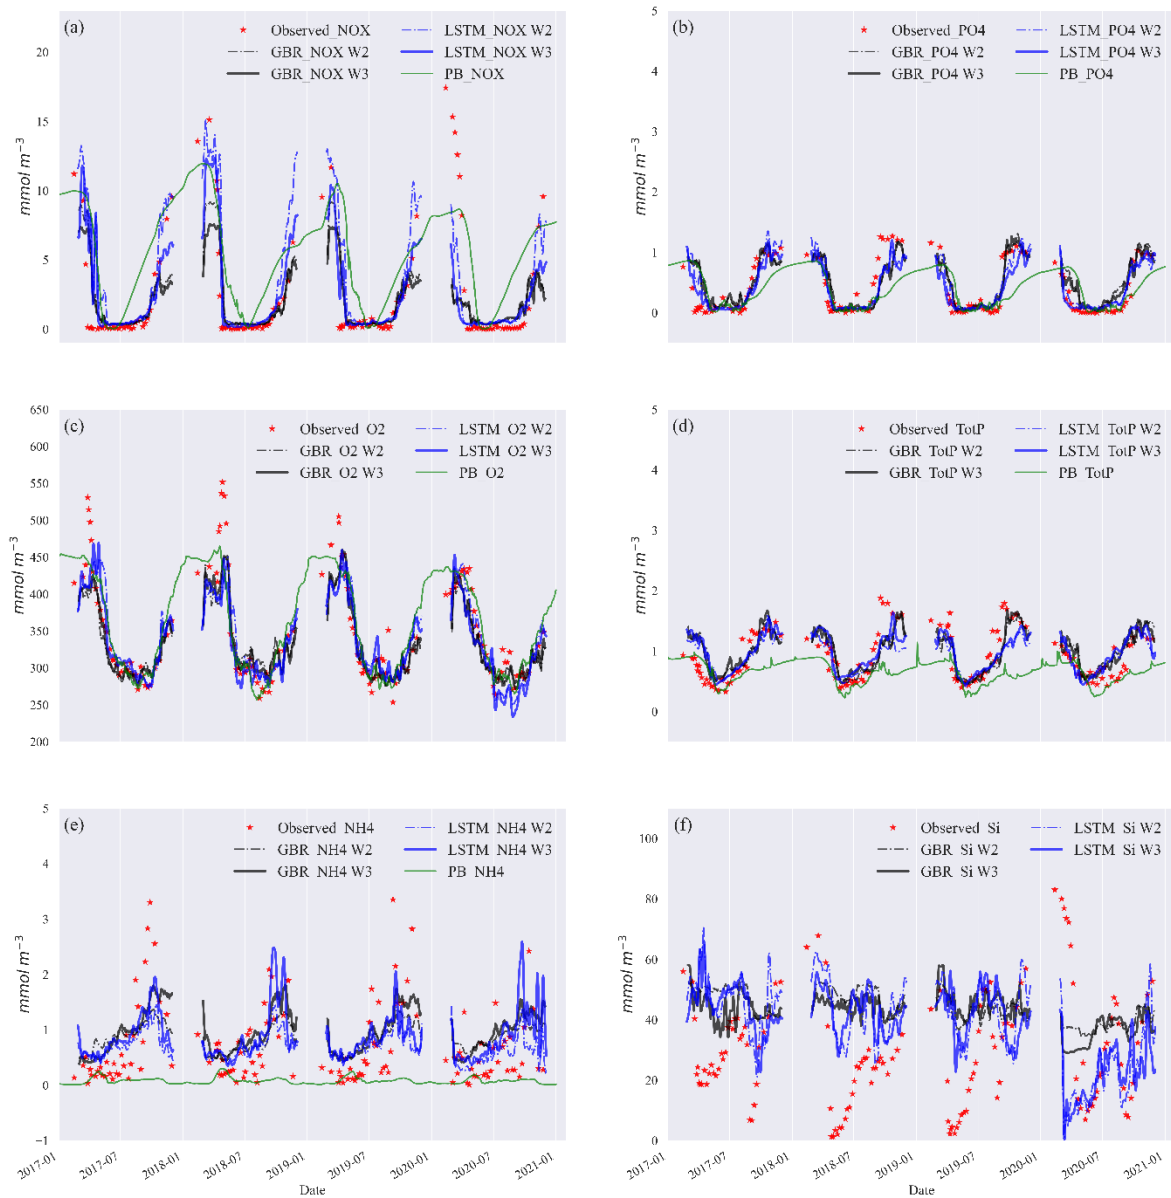 (a)
Observed_NOX
GBR_NOX W2
GBR_NOX W3
LSTM_NOX W2
LSTM_NOX W3
PB_NOX
20
15
10
5
0
mmol m⁻³
(b)
Observed_PO4
GBR_PO4 W2
GBR_PO4 W3
LSTM_PO4 W2
LSTM_PO4 W3
PB_PO4
5
4
3
2
1
0
mmol m⁻³
(c)
Observed_O2
GBR_O2 W2
GBR_O2 W3
LSTM_O2 W2
LSTM_O2 W3
PB_O2
650
600
550
500
450
400
350
300
250
200
mmol m⁻³
(d)
Observed_TotP
GBR_TotP W2
GBR_TotP W3
LSTM_TotP W2
LSTM_TotP W3
PB_TotP
5
4
3
2
1
0
mmol m⁻³
(e)
Observed_NH4
GBR_NH4 W2
GBR_NH4 W3
LSTM_NH4 W2
LSTM_NH4 W3
PB_NH4
5
4
3
2
1
0
−1
mmol m⁻³
2017-01
2017-07
2018-01
2018-07
2019-01
2019-07
2020-01
2020-07
2021-01
Date
(f)
Observed_Si
GBR_Si W2
GBR_Si W3
LSTM_Si W2
LSTM_Si W3
100
80
60
40
20
0
mmol m⁻³
2017-01
2017-07
2018-01
2018-07
2019-01
2019-07
2020-01
2020-07
2021-01
Date